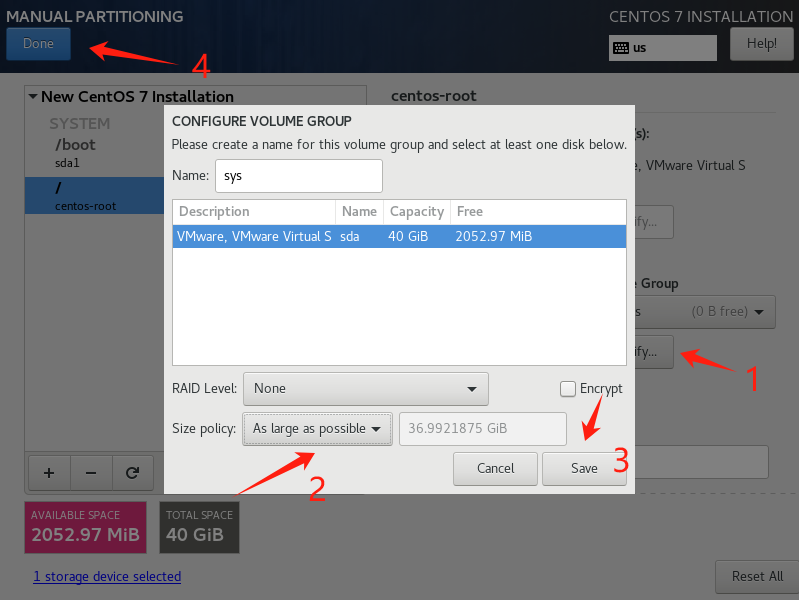 MANUAL PARTITIONING
CENTOS 7 INSTALLATION
Done
us
Help!
4
New CentOS 7 Installation
centos-root
SYSTEM
/boot
sda1
/
centos-root
CONFIGURE VOLUME GROUP
Please create a name for this volume group and select at least one disk below.
Name: sys
Description Name Capacity Free
VMware, VMware Virtual S sda 40 GiB 2052.97 MiB
RAID Level: None
Encrypt
Size policy: As large as possible 36.9921875 GiB
Cancel
Save
2
3
VMware Virtual S
Group
(0 B free)
1
+ −
AVAILABLE SPACE
2052.97 MiB
TOTAL SPACE
40 GiB
1 storage device selected
Reset All